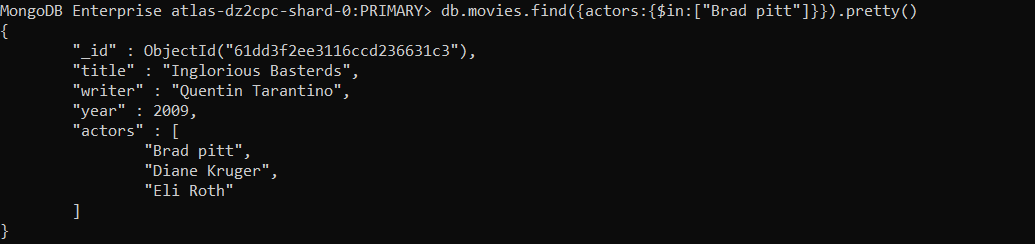 MongoDB Enterprise atlas-dz2cpc-shard-0:PRIMARY> db.movies.find({actors:{$in:["Brad pitt"]}}).pretty()
{
        "_id" : ObjectId("61dd3f2ee3116ccd236631c3"),
        "title" : "Inglorious Basterds",
        "writer" : "Quentin Tarantino",
        "year" : 2009,
        "actors" : [
                "Brad pitt",
                "Diane Kruger",
                "Eli Roth"
        ]
}